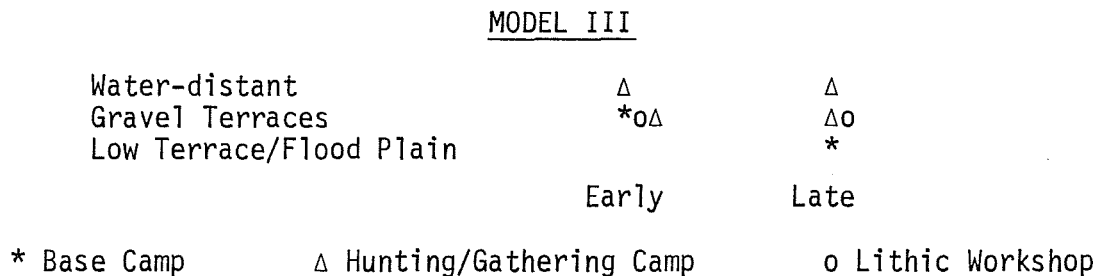 MODEL III
Water-distant Δ Δ
Gravel Terraces *oΔ Δo
Low Terrace/Flood Plain *
Early Late
* Base Camp Δ Hunting/Gathering Camp o Lithic Workshop